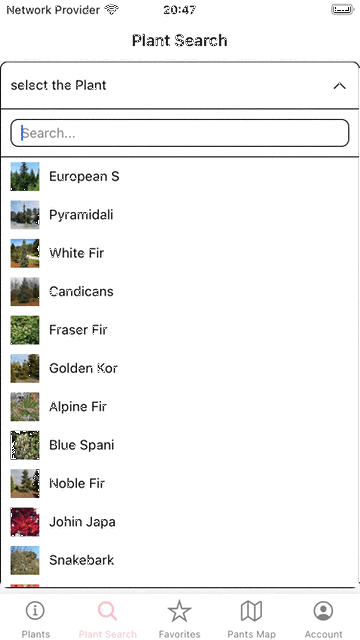 Network Provider 20:47
Plant Search
select the Plant
Search...
European S
Pyramidali
White Fir
Candicans
Fraser Fir
Golden Kor
Alpine Fir
Blue Spani
Noble Fir
Johin Japa
Snakebark
Plants Plant Search Favorites Pants Map Account